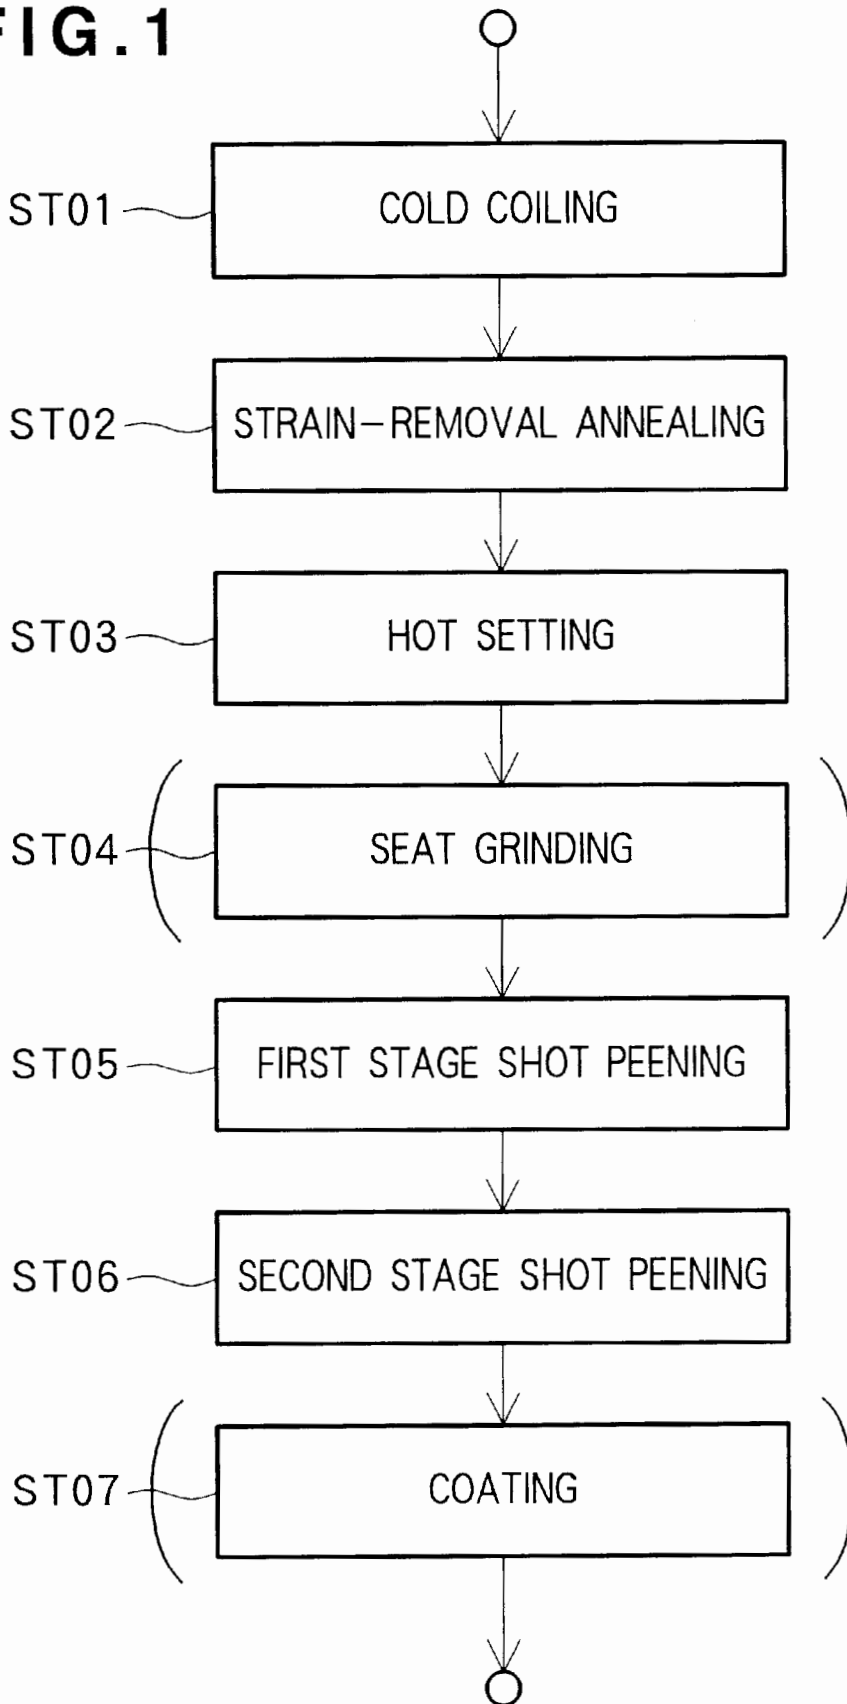 FIG.1
ST01 COLD COILING
ST02 STRAIN-REMOVAL ANNEALING
ST03 HOT SETTING
ST04 SEAT GRINDING
ST05 FIRST STAGE SHOT PEENING
ST06 SECOND STAGE SHOT PEENING
ST07 COATING